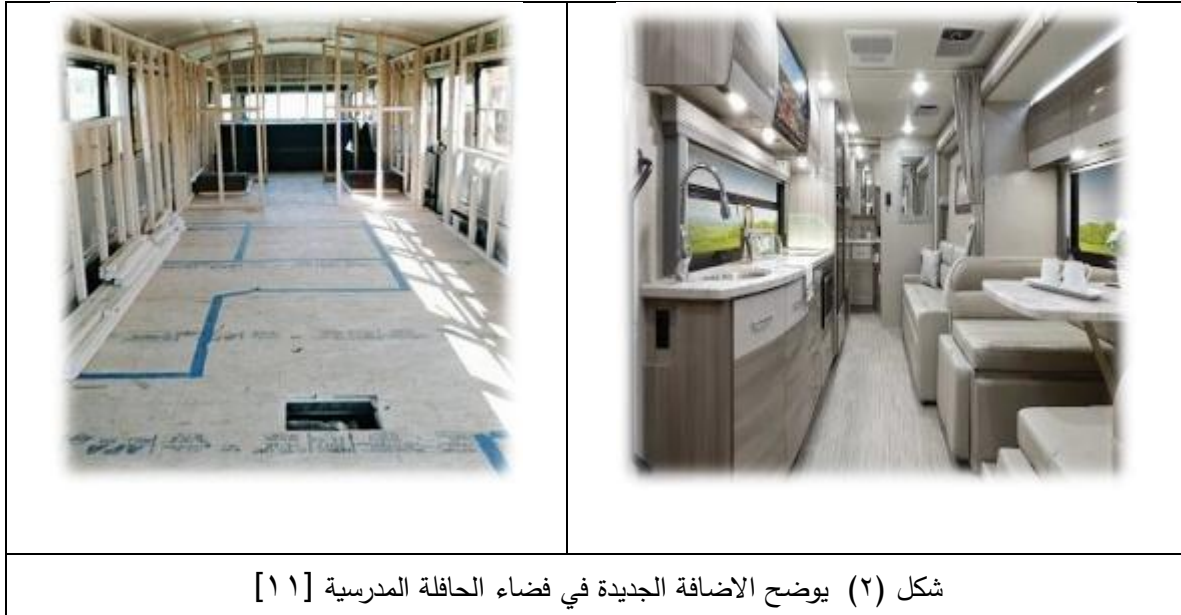 شكل (٢) يوضح الاضافة الجديدة في فضاء الحافلة المدرسية [١١]